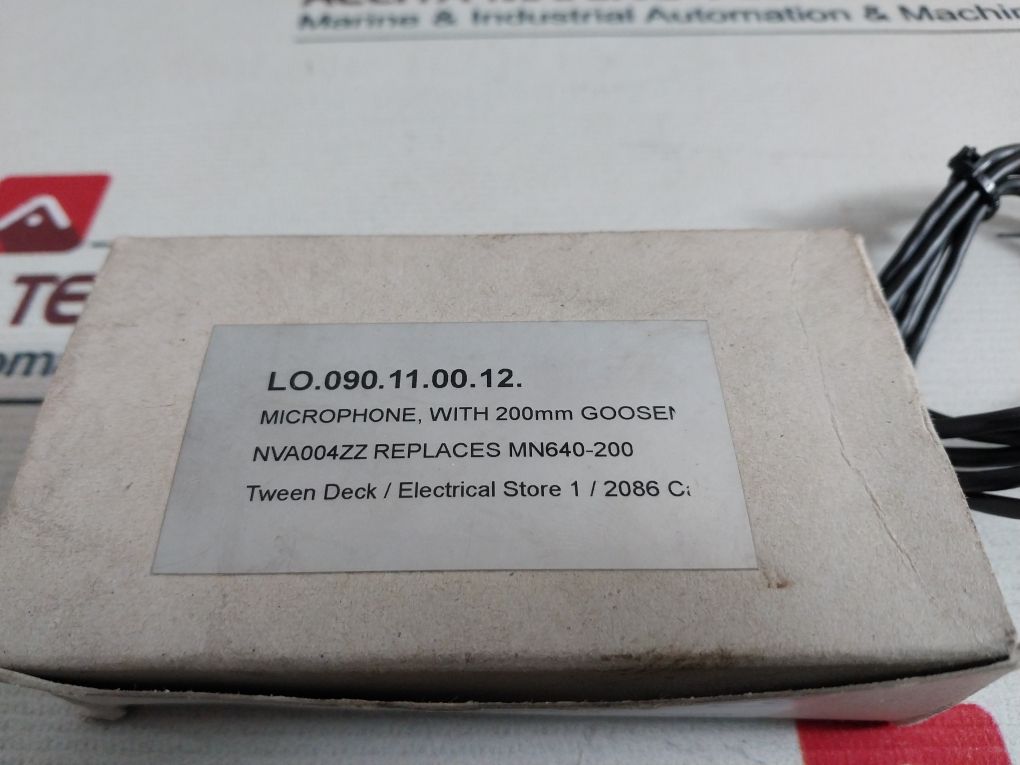 Marine & Industrial Automation & Machin
TE
LO.090.11.00.12.
MICROPHONE, WITH 200mm GOOSEN
NVA004ZZ REPLACES MN640-200
Tween Deck / Electrical Store 1 / 2086 Ca